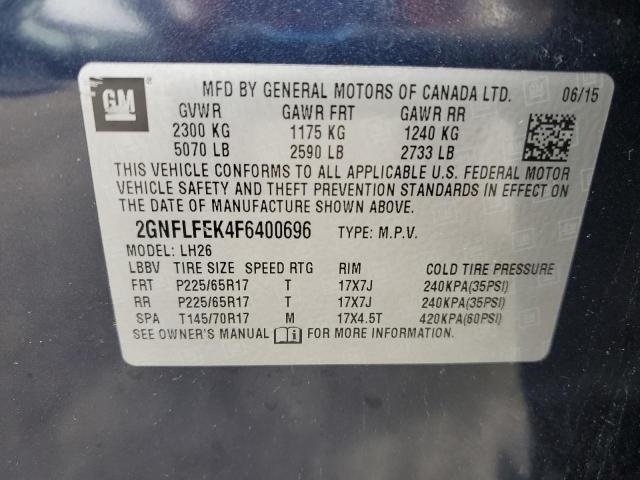 GM®
MFD BY GENERAL MOTORS OF CANADA LTD. 06/15
GVWR GAWR FRT GAWR RR
2300 KG 1175 KG 1240 KG
5070 LB 2590 LB 2733 LB
THIS VEHICLE CONFORMS TO ALL APPLICABLE U.S. FEDERAL MOTOR
VEHICLE SAFETY AND THEFT PREVENTION STANDARDS IN EFFECT ON
THE DATE OF MANUFACTURE SHOWN ABOVE.
2GNFLFEK4F6400696 TYPE: M.P.V.
MODEL: LH26
LBBV TIRE SIZE SPEED RTG RIM COLD TIRE PRESSURE
FRT P225/65R17 T 17X7J 240KPA(35PSI)
RR P225/65R17 T 17X7J 240KPA(35PSI)
SPA T145/70R17 M 17X4.5T 420KPA(60PSI)
SEE OWNER'S MANUAL FOR MORE INFORMATION.